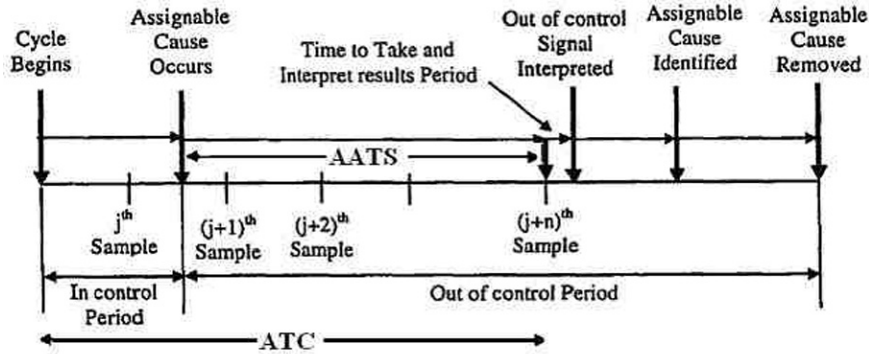 Cycle
Begins
Assignable
Cause
Occurs
Time to Take and
Interpret results Period
Out of control
Signal
Interpreted
Assignable
Cause
Identified
Assignable
Cause
Removed
AATS
jth
Sample
(j+1)th
Sample
(j+2)th
Sample
(j+n)th
Sample
In control
Period
Out of control Period
ATC